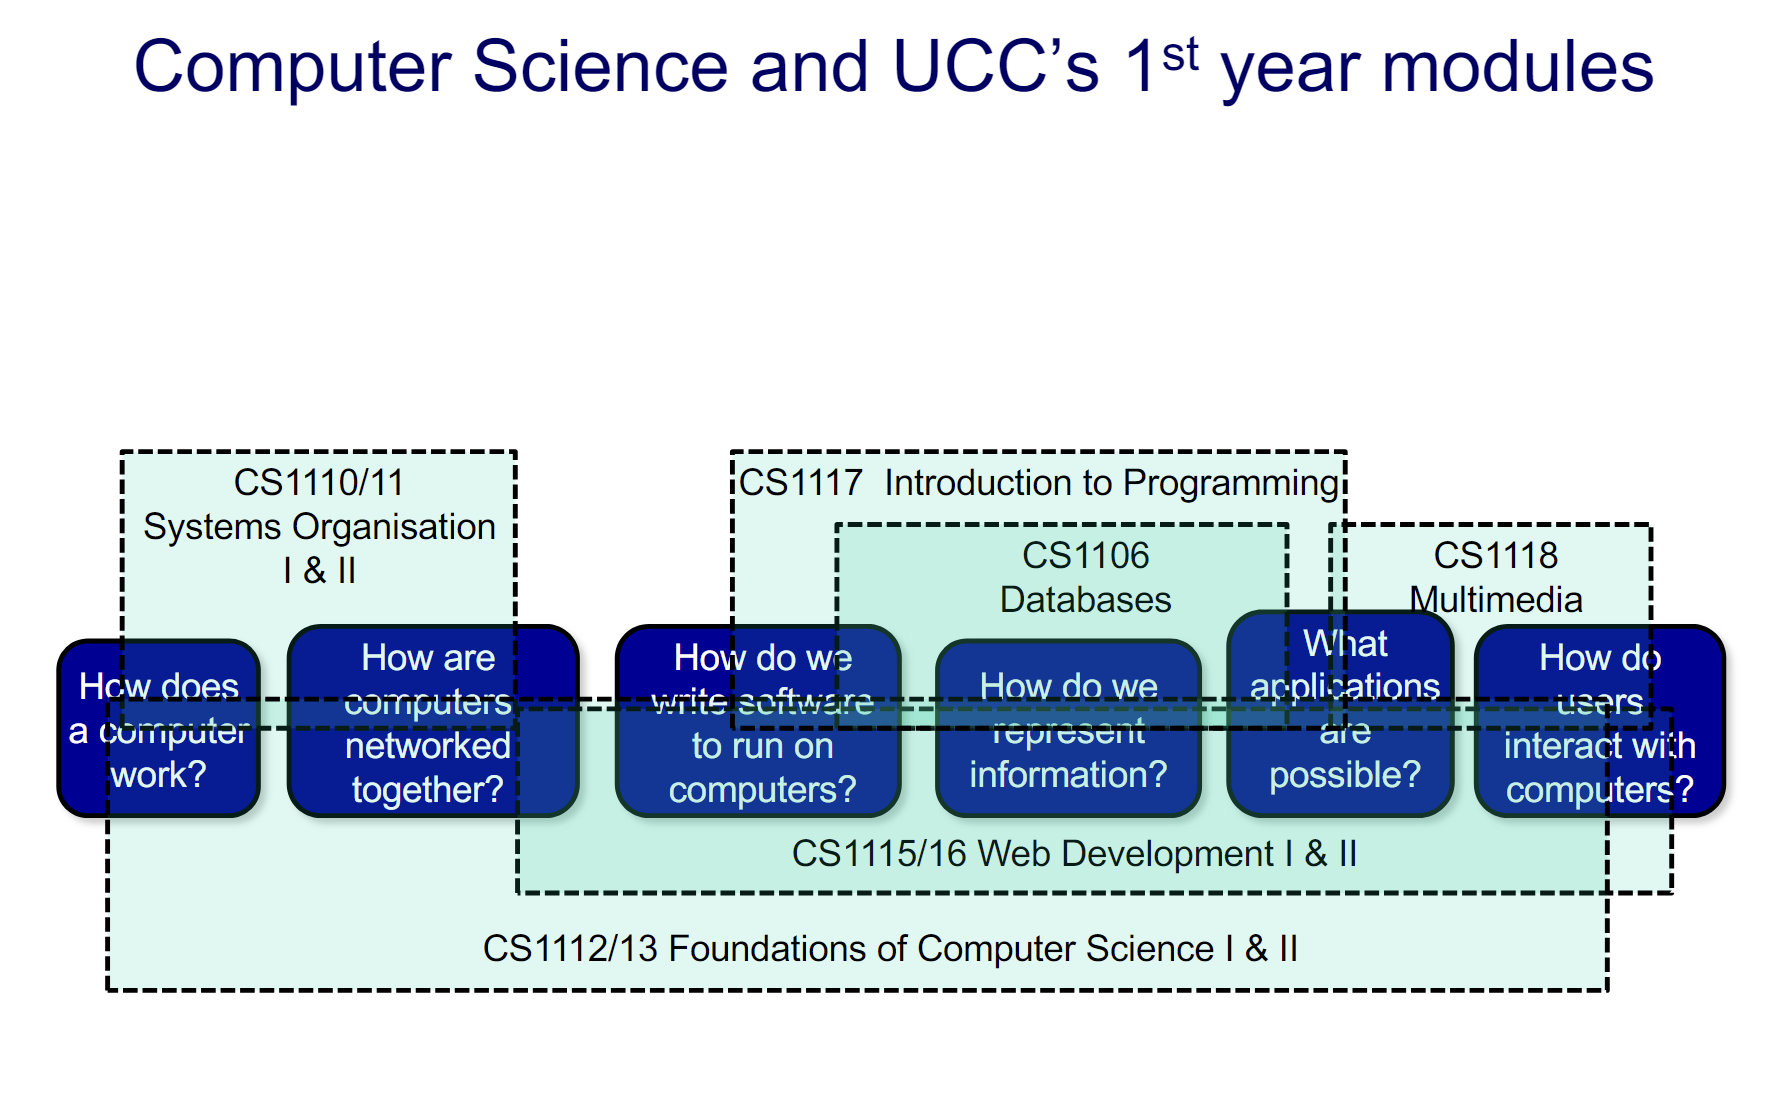 Computer Science and UCC’s 1st year modules
CS1110/11
Systems Organisation
I & II
CS1117  Introduction to Programming
CS1106
Databases
CS1118
Multimedia
How does
a computer
work?
How are
computers
networked
together?
How do we
write software
to run on
computers?
How do we
represent
information?
What
applications
are
possible?
How do
users
interact with
computers?
CS1115/16 Web Development I & II
CS1112/13 Foundations of Computer Science I & II